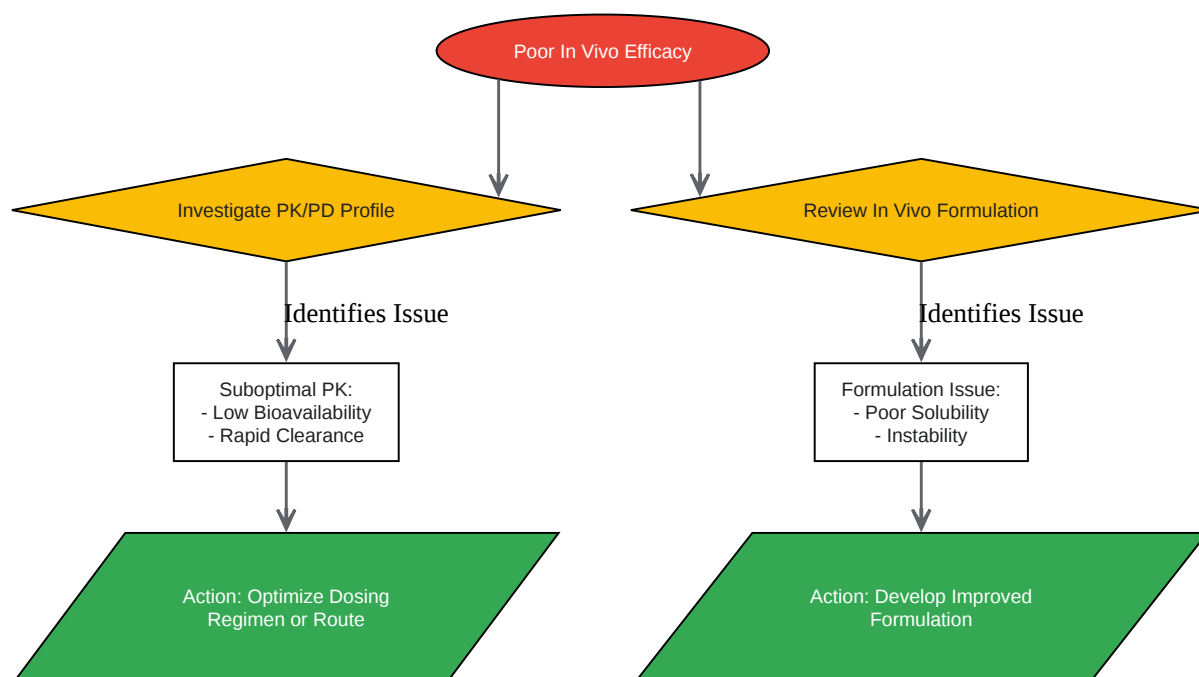 Poor In Vivo Efficacy
Investigate PK/PD Profile
Review In Vivo Formulation
Identifies Issue
Identifies Issue
Suboptimal PK:
- Low Bioavailability
- Rapid Clearance
Formulation Issue:
- Poor Solubility
- Instability
Action: Optimize Dosing
Regimen or Route
Action: Develop Improved
Formulation